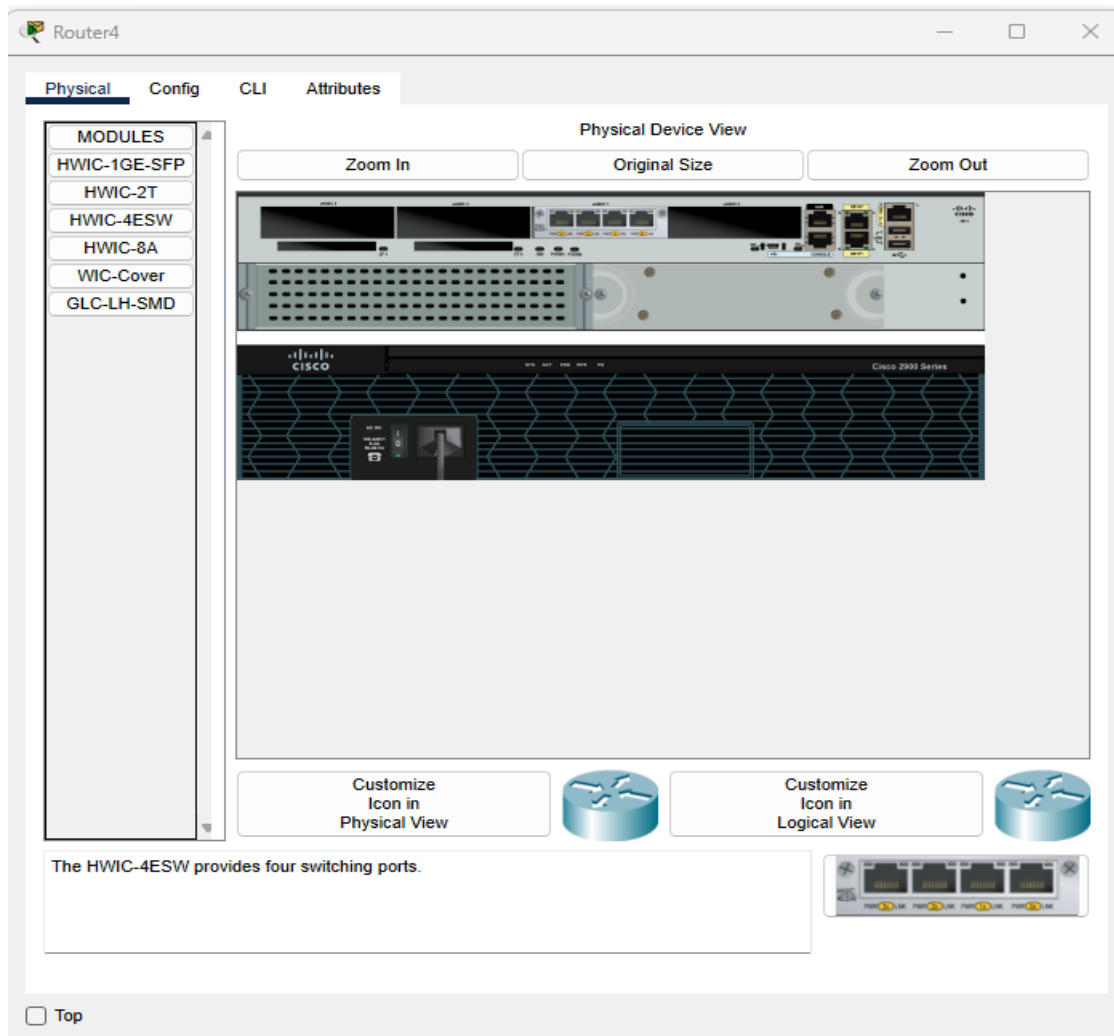 Router4
Physical Config CLI Attributes
MODULES
HWIC-1GE-SFP
HWIC-2T
HWIC-4ESW
HWIC-8A
WIC-Cover
GLC-LH-SMD
Physical Device View
Zoom In Original Size Zoom Out
CISCO
Cisco 2900 Series
Customize
Icon in
Physical View
Customize
Icon in
Logical View
The HWIC-4ESW provides four switching ports.
HWIC
4ESW
Top